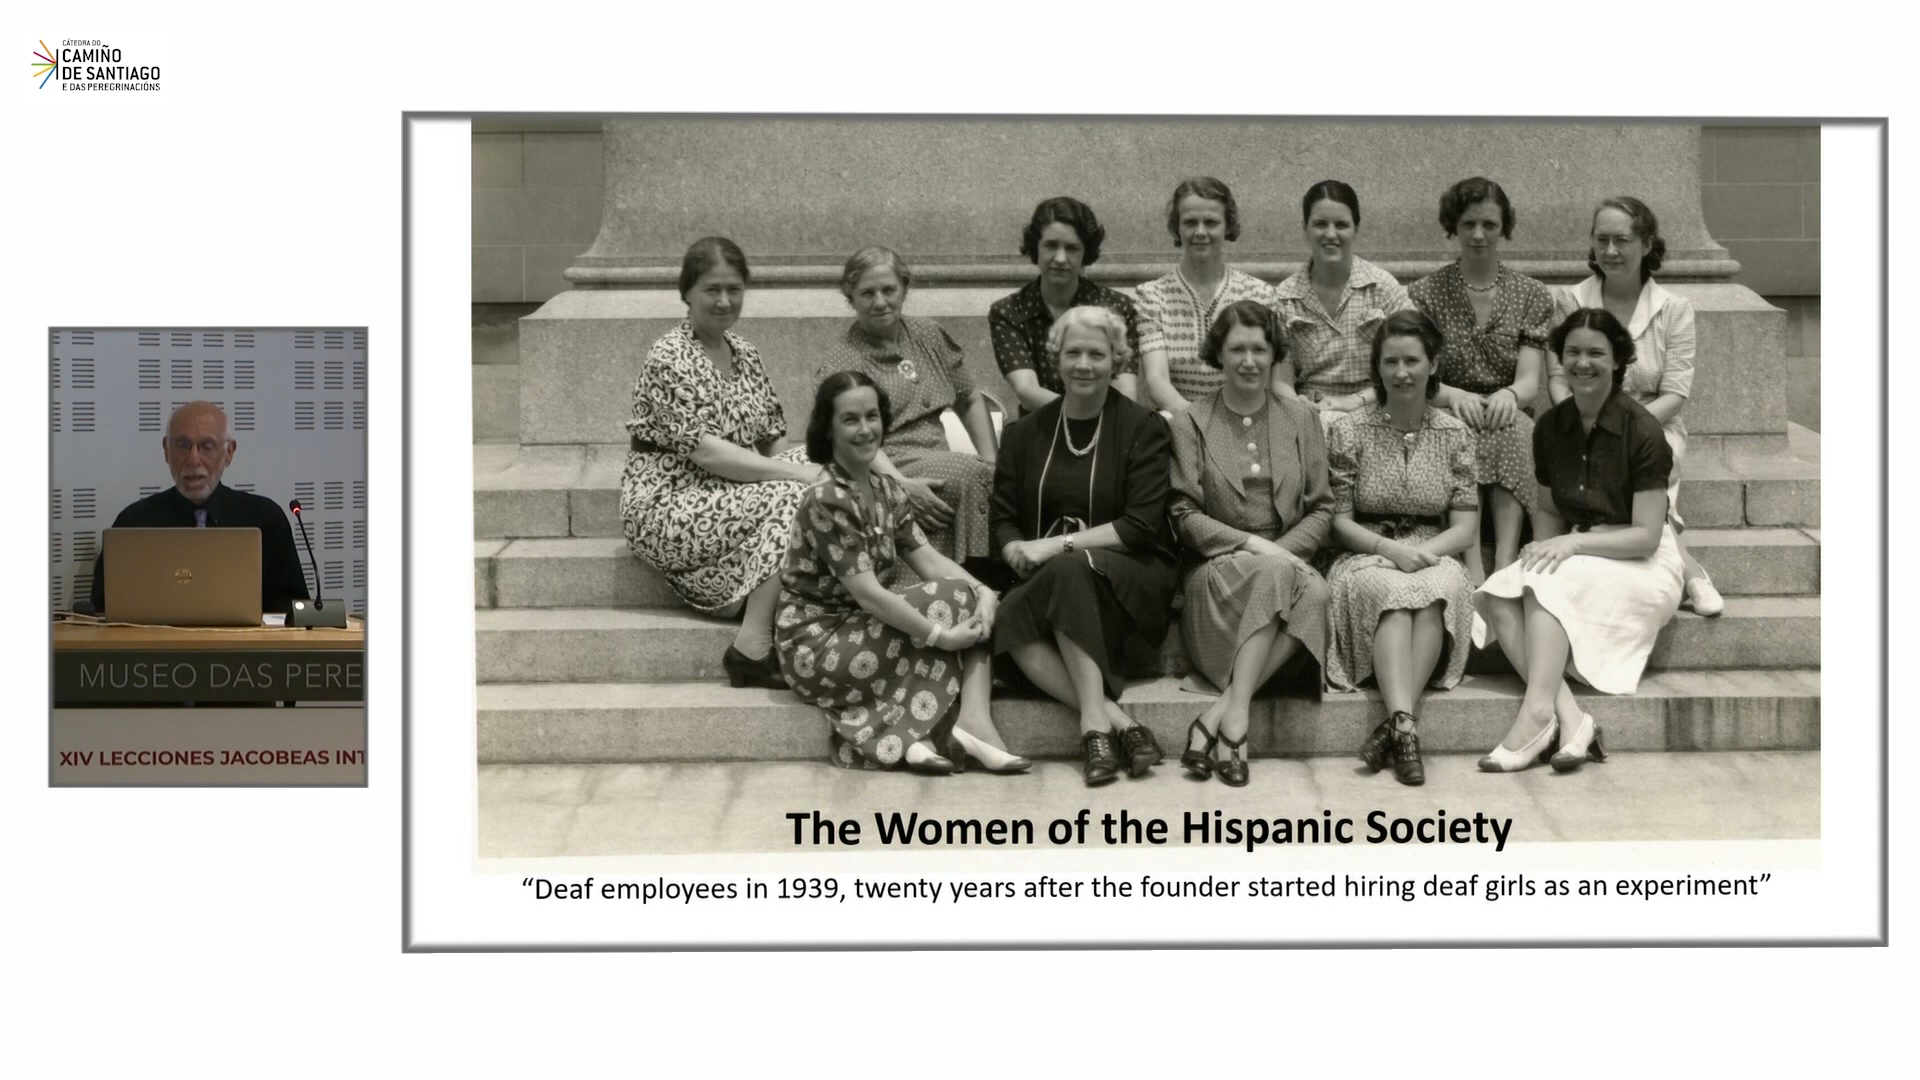 CÁTEDRA DO
CAMIÑO
DE SANTIAGO
E DAS PEREGRINACIÓNS
MUSEO DAS PERE
XIV LECCIONES JACOBEAS INT
The Women of the Hispanic Society
“Deaf employees in 1939, twenty years after the founder started hiring deaf girls as an experiment”